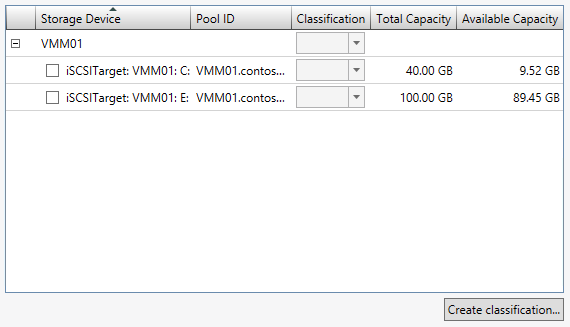 Storage Device Pool ID Classification Total Capacity Available Capacity
VMM01
iSCSITarget: VMM01: C: VMM01.contos... 40.00 GB 9.52 GB
iSCSITarget: VMM01: E: VMM01.contos... 100.00 GB 89.45 GB
Create classification...